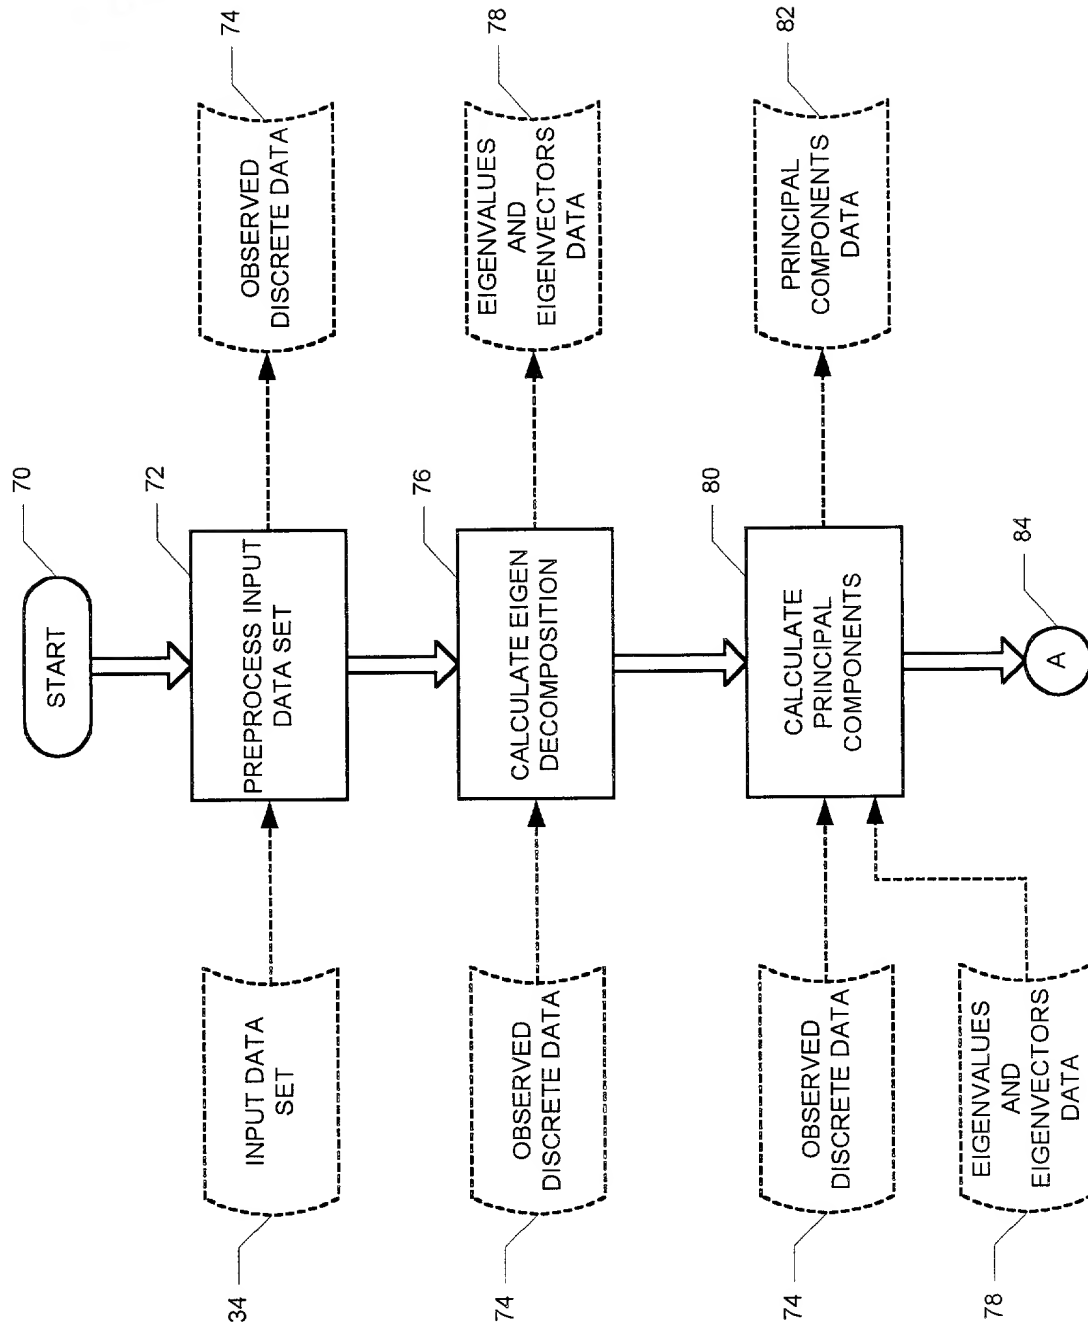 70
START
72
34
INPUT DATA
SET
PREPROCESS INPUT
DATA SET
OBSERVED
DISCRETE DATA
74
76
74
OBSERVED
DISCRETE DATA
CALCULATE EIGEN
DECOMPOSITION
EIGENVALUES
AND
EIGENVECTORS
DATA
78
80
74
OBSERVED
DISCRETE DATA
CALCULATE
PRINCIPAL
COMPONENTS
PRINCIPAL
COMPONENTS
DATA
82
78
EIGENVALUES
AND
EIGENVECTORS
DATA
A
84